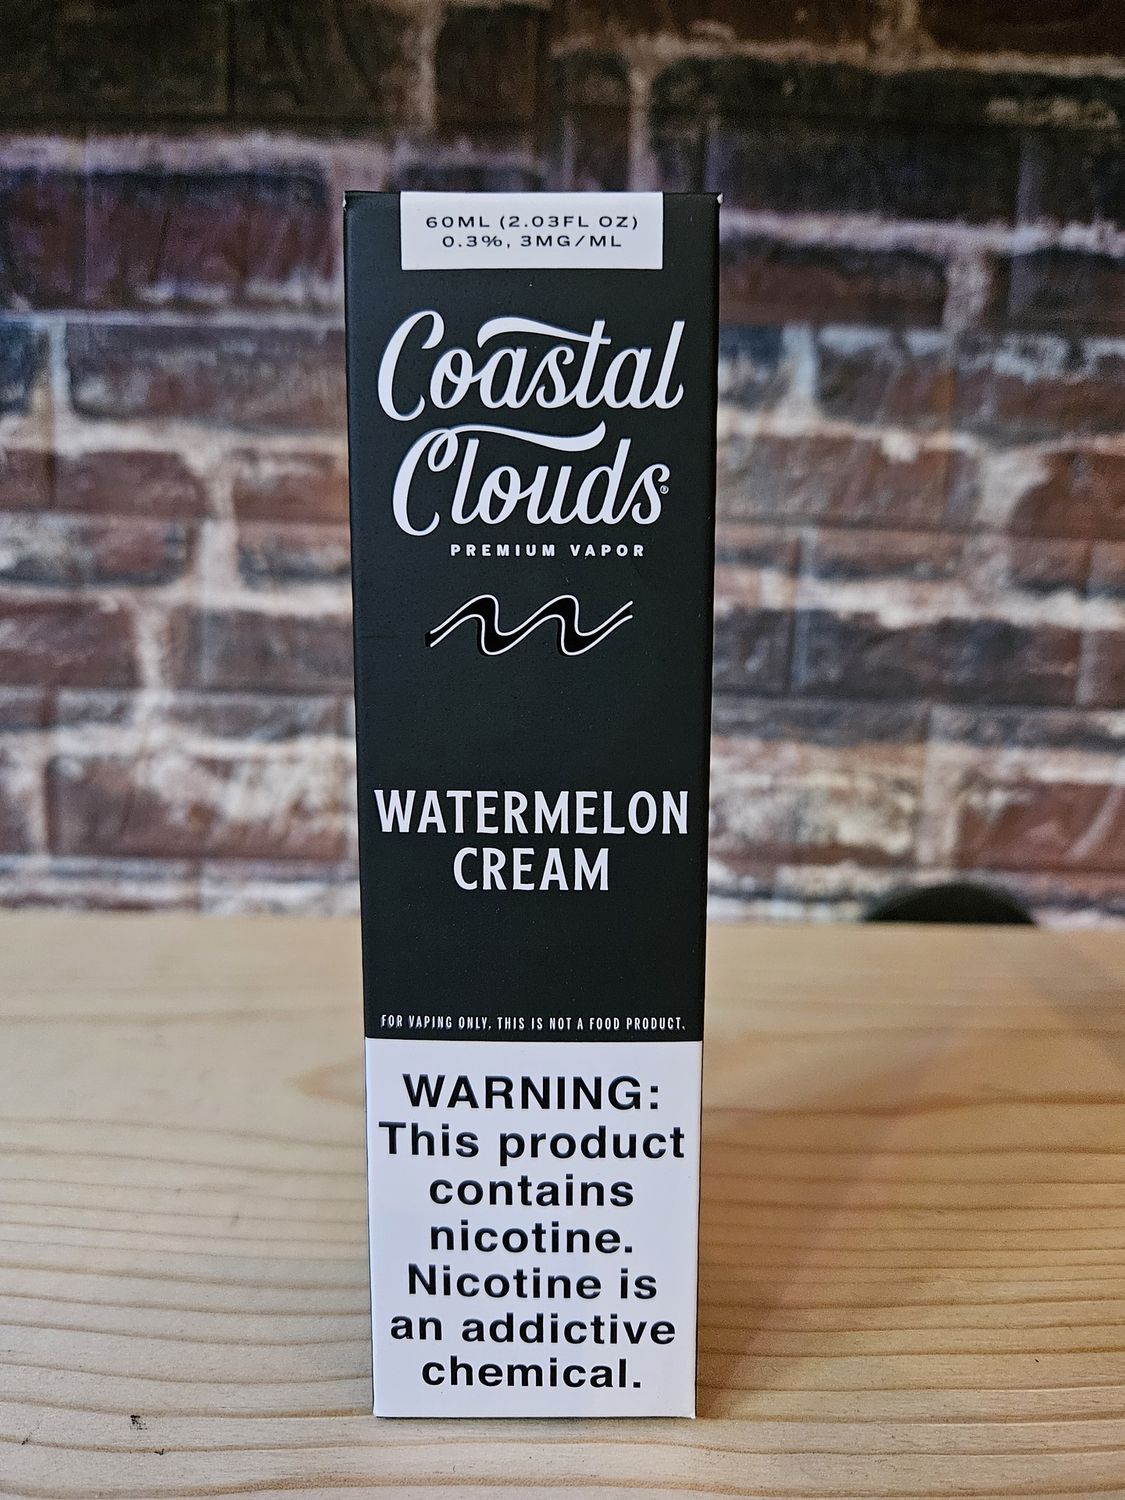 60ML (2.03FL OZ)
0.3%, 3MG/ML
Coastal
Clouds®
PREMIUM VAPOR
WATERMELON
CREAM
FOR VAPING ONLY, THIS IS NOT A FOOD PRODUCT.
WARNING:
This product
contains
nicotine.
Nicotine is
an addictive
chemical.